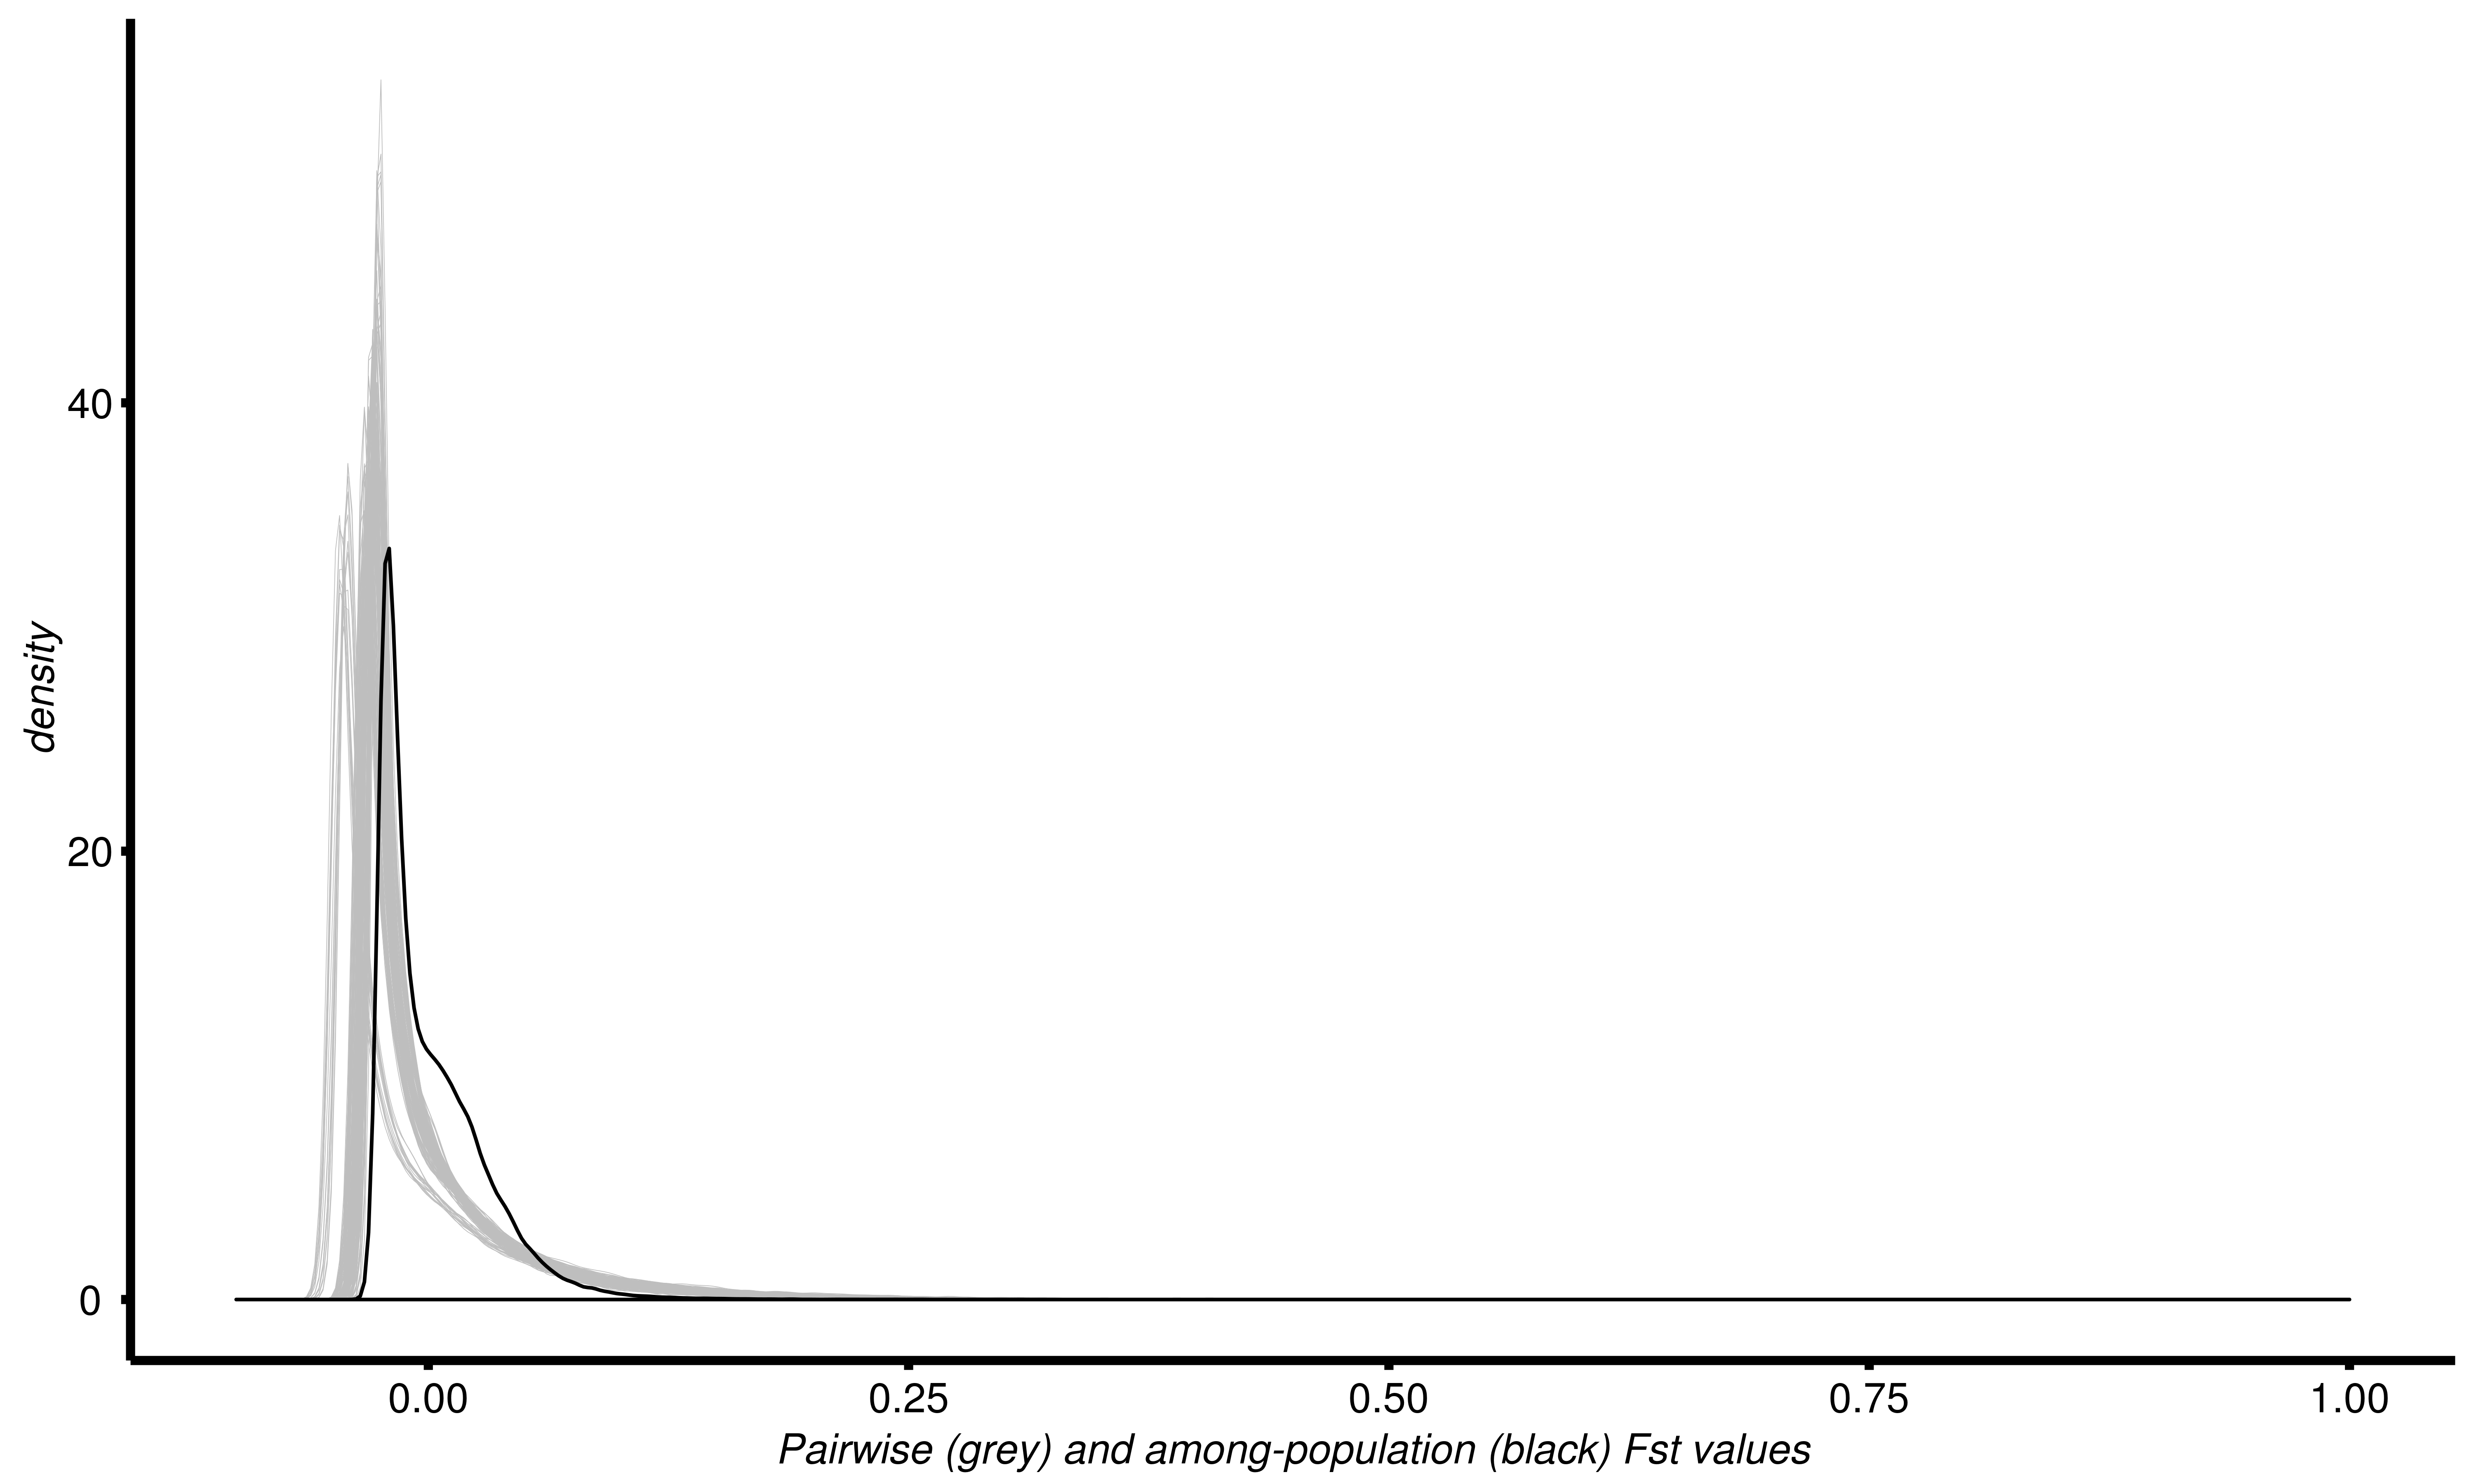 density
40
20
0
0.00 0.25 0.50 0.75 1.00
Pairwise (grey) and among-population (black) Fst values